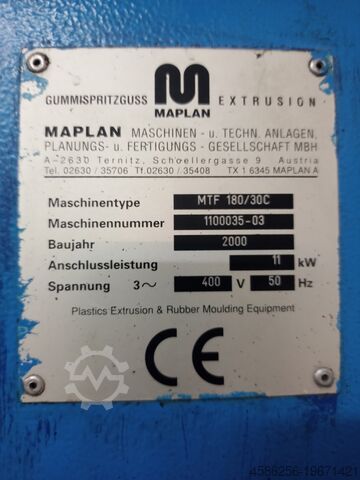 GUMMISPRITZGUSS MAPLAN EXTRUSION
MAPLAN MASCHINEN - u. TECHN. ANLAGEN,
PLANUNGS- u. FERTIGUNGS - GESELLSCHAFT MBH
A-2630 Ternitz, Schoellergasse 9 Austria
Tel. 02630 / 35706 Tf. 02630 / 35408 TX 1 6345 MAPLAN A
Maschinentype MTF 180/30C
Maschinennummer 1100035-03
Baujahr 2000
Anschlussleistung 11 kW
Spannung 3~ 400 V 50 Hz
Plastics Extrusion & Rubber Moulding Equipment
CE
4586256-19671421